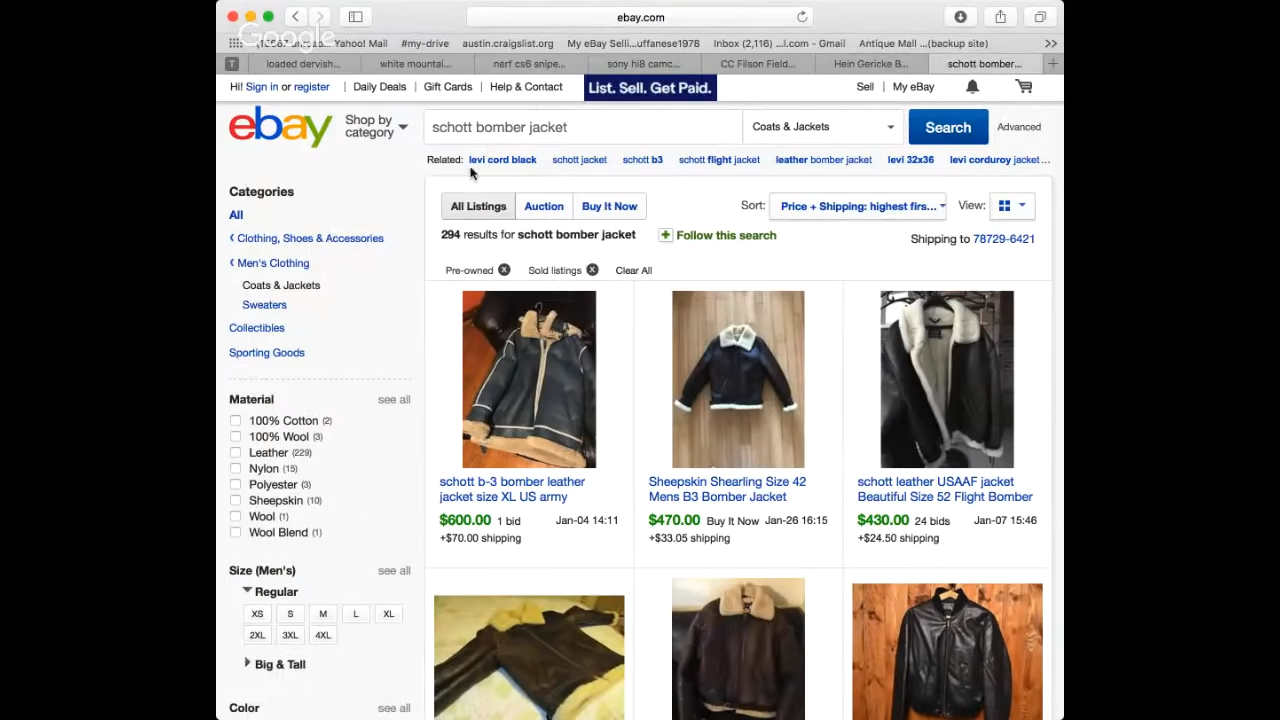 ebay.com
Google
Yahoo! Mail #my-drive austin.craigslist.org My eBay Selli...uffanese1978 Inbox (2,116) ...l.com - Gmail Antique Mall ...(backup site)
T loaded dervish... white mountai... nerf cs6 snipe... sony hi8 camc... CC Filson Field... Hein Gericke B... schott bomber...
Hi! Sign in or register Daily Deals Gift Cards Help & Contact List. Sell. Get Paid. Sell My eBay
ebay Shop by category schott bomber jacket Coats & Jackets Search Advanced
Related: levi cord black schott jacket schott b3 schott flight jacket leather bomber jacket levi 32x36 levi corduroy jacket ...
Categories
All
Clothing, Shoes & Accessories
Men's Clothing
Coats & Jackets
Sweaters
Collectibles
Sporting Goods
Material see all
100% Cotton (2)
100% Wool (3)
Leather (229)
Nylon (15)
Polyester (3)
Sheepskin (10)
Wool (1)
Wool Blend (1)
Size (Men's) see all
Regular
XS S M L XL
2XL 3XL 4XL
Big & Tall
Color see all
All Listings Auction Buy It Now Sort: Price + Shipping: highest firs... View:
294 results for schott bomber jacket Follow this search Shipping to 78729-6421
Pre-owned Sold listings Clear All
schott b-3 bomber leather
jacket size XL US army
$600.00 1 bid Jan-04 14:11
+$70.00 shipping
Sheepskin Shearling Size 42
Mens B3 Bomber Jacket
$470.00 Buy It Now Jan-26 16:15
+$33.05 shipping
schott leather USAAF jacket
Beautiful Size 52 Flight Bomber
$430.00 24 bids Jan-07 15:46
+$24.50 shipping